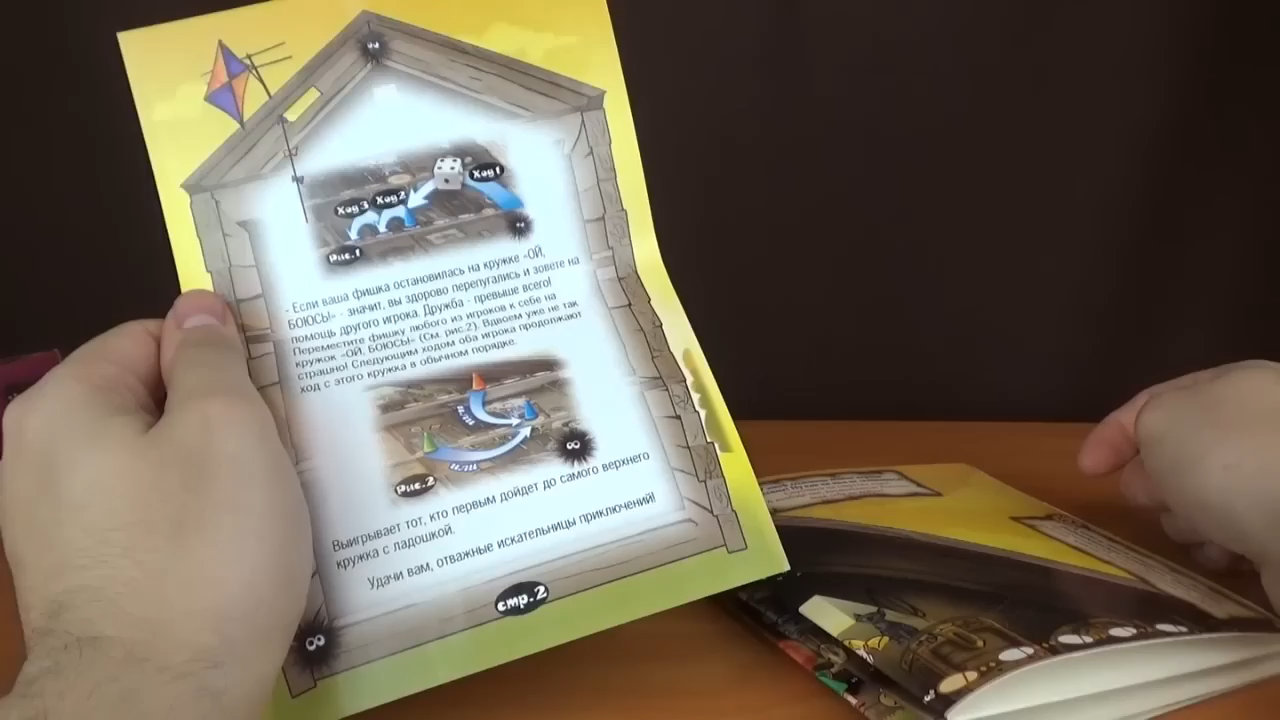 Ход 1
Ход 2
Ход 3
Рис.1
- Если ваша фишка остановилась на кружке «ОЙ,
БОЮСЬ!» - значит, вы здорово перепугались и зовете на
помощь другого игрока. Дружба - превыше всего!
Переместите фишку любого из игроков к себе на
кружок «ОЙ, БОЮСЬ!» (См. рис.2). Вдвоем уже не так
страшно! Следующим ходом оба игрока продолжают
ход с этого кружка в обычном порядке.
или
или
Рис.2
Выигрывает тот, кто первым дойдет до самого верхнего
кружка с ладошкой.
Удачи вам, отважные искательницы приключений!
стр.2